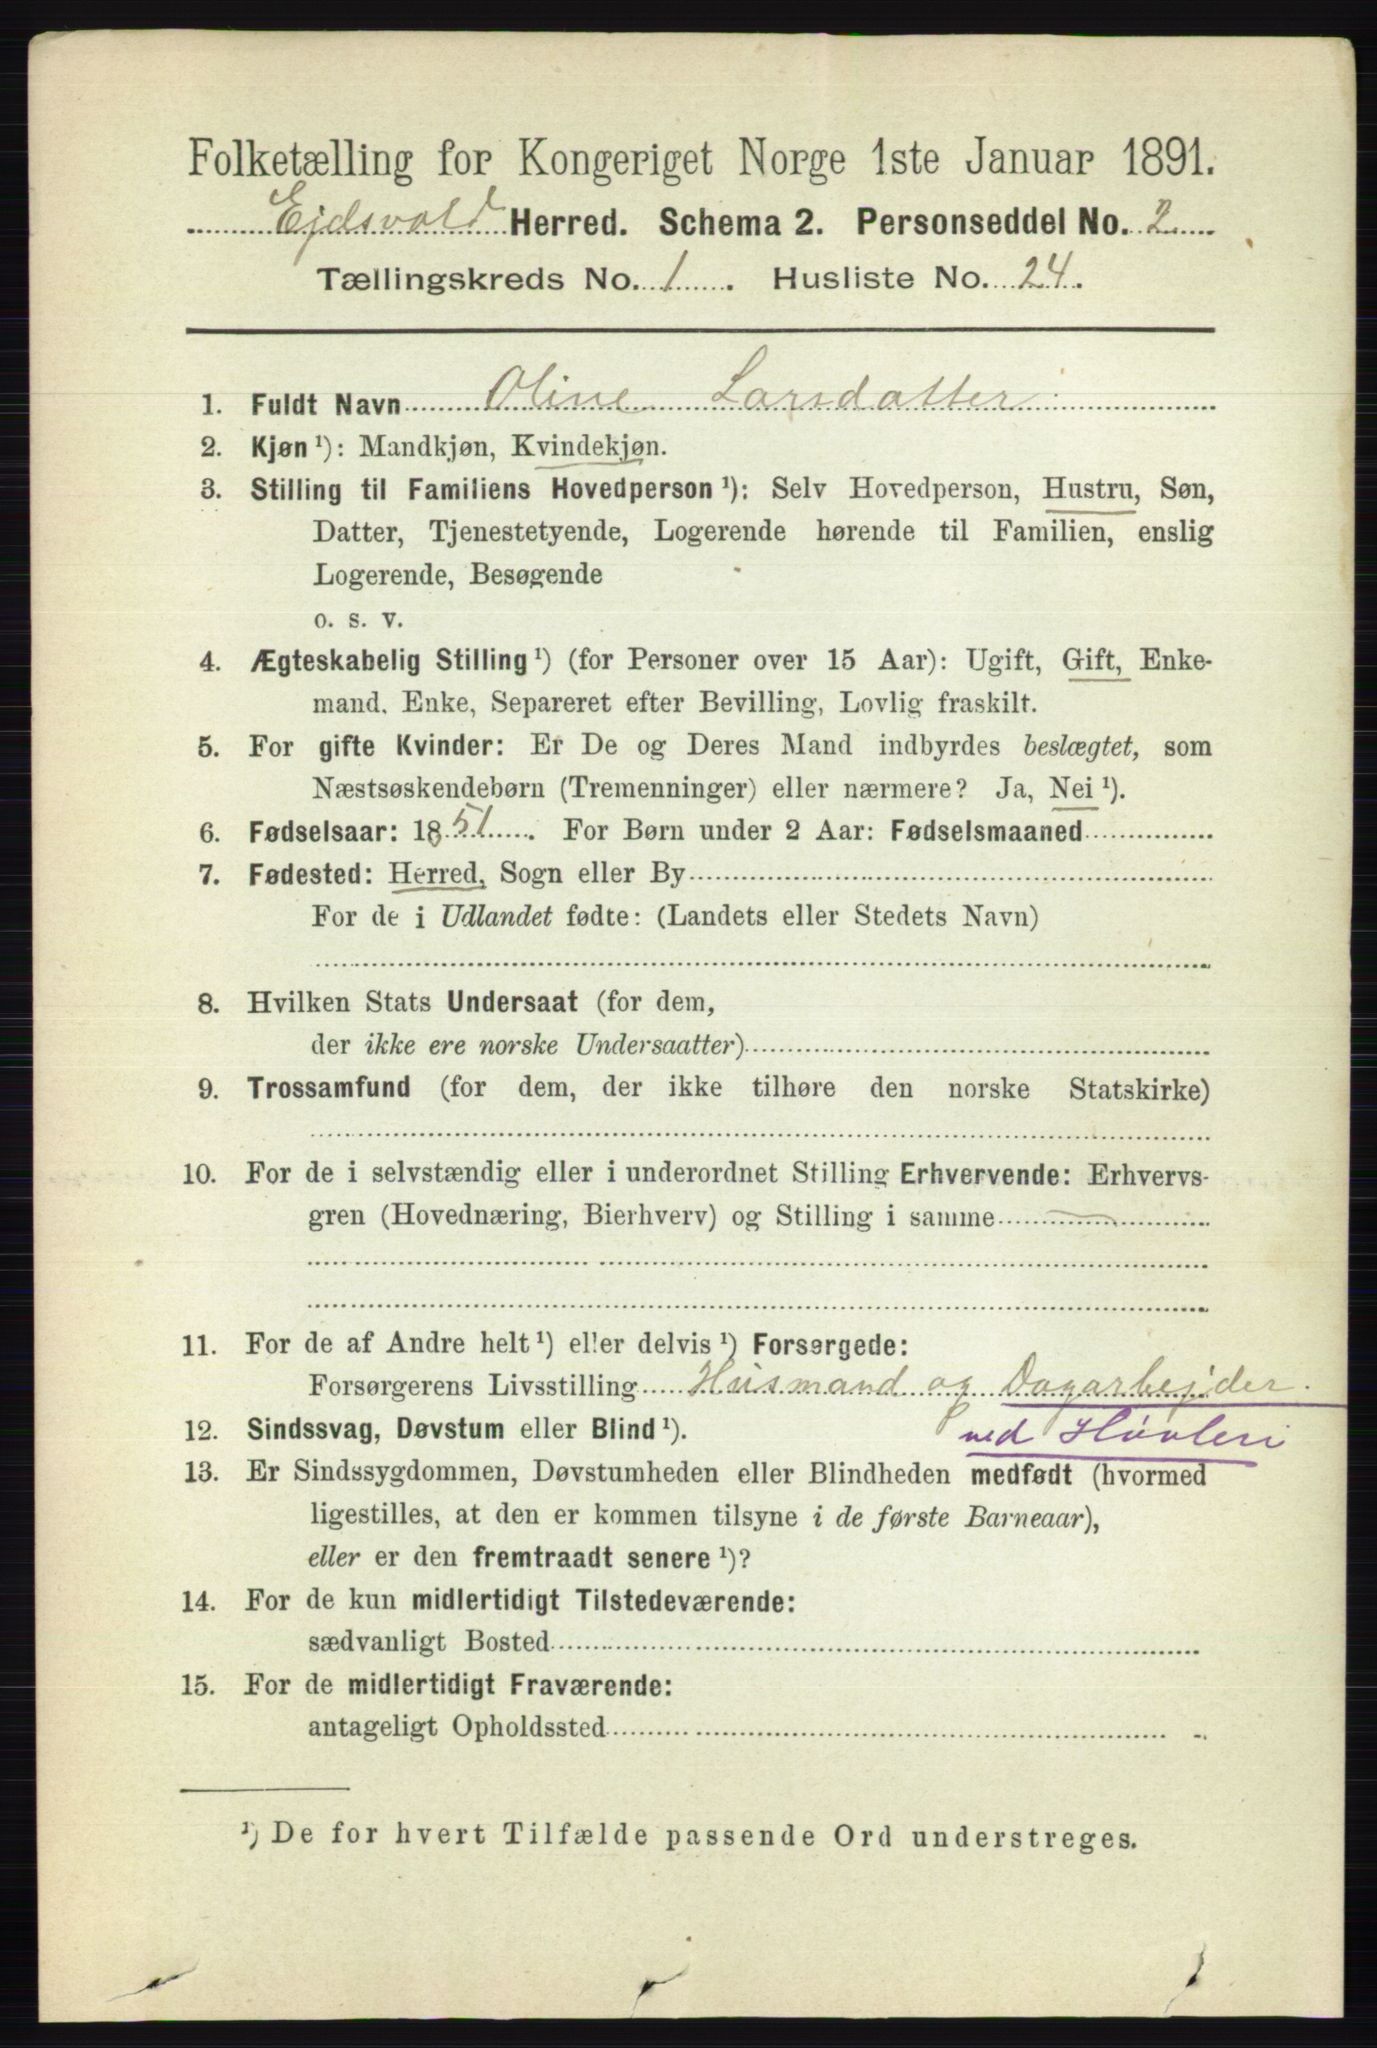 Folketælling for Kongeriget Norge 1ste Januar 1891.
Ejdsvold Herred. Schema 2. Personseddel No. 2
Tællingskreds No. 1. Husliste No. 24.
1. Fuldt Navn Oline Larsdatter
2. Kjøn ¹): Mandkjøn, Kvindekjøn.
3. Stilling til Familiens Hovedperson ¹): Selv Hovedperson, Hustru, Søn,
Datter, Tjenestetyende, Logerende hørende til Familien, enslig
Logerende, Besøgende
o. s. v.
4. Ægteskabelig Stilling ¹) (for Personer over 15 Aar): Ugift, Gift, Enke-
mand, Enke, Separeret efter Bevilling, Lovlig fraskilt.
5. For gifte Kvinder: Er De og Deres Mand indbyrdes beslægtet, som
Næstsøskendebørn (Tremenninger) eller nærmere? Ja, Nei ¹).
6. Fødselsaar: 1851. For Børn under 2 Aar: Fødselsmaaned
7. Fødested: Herred, Sogn eller By
For de i Udlandet fødte: (Landets eller Stedets Navn)
8. Hvilken Stats Undersaat (for dem,
der ikke ere norske Undersaatter)
9. Trossamfund (for dem, der ikke tilhøre den norske Statskirke)
10. For de i selvstændig eller i underordnet Stilling Erhvervende: Erhvervs-
gren (Hovednæring, Bierhverv) og Stilling i samme
11. For de af Andre helt ¹) eller delvis ¹) Forsørgede:
Forsørgerens Livsstilling Husmand og Dagarbejder.
12. Sindssvag, Døvstum eller Blind ¹). ved Høvleri
13. Er Sindssygdommen, Døvstumheden eller Blindheden medfødt (hvormed
ligestilles, at den er kommen tilsyne i de første Barneaar),
eller er den fremtraadt senere ¹)?
14. For de kun midlertidigt Tilstedeværende:
sædvanligt Bosted
15. For de midlertidigt Fraværende:
antageligt Opholdssted
¹) De for hvert Tilfælde passende Ord understreges.